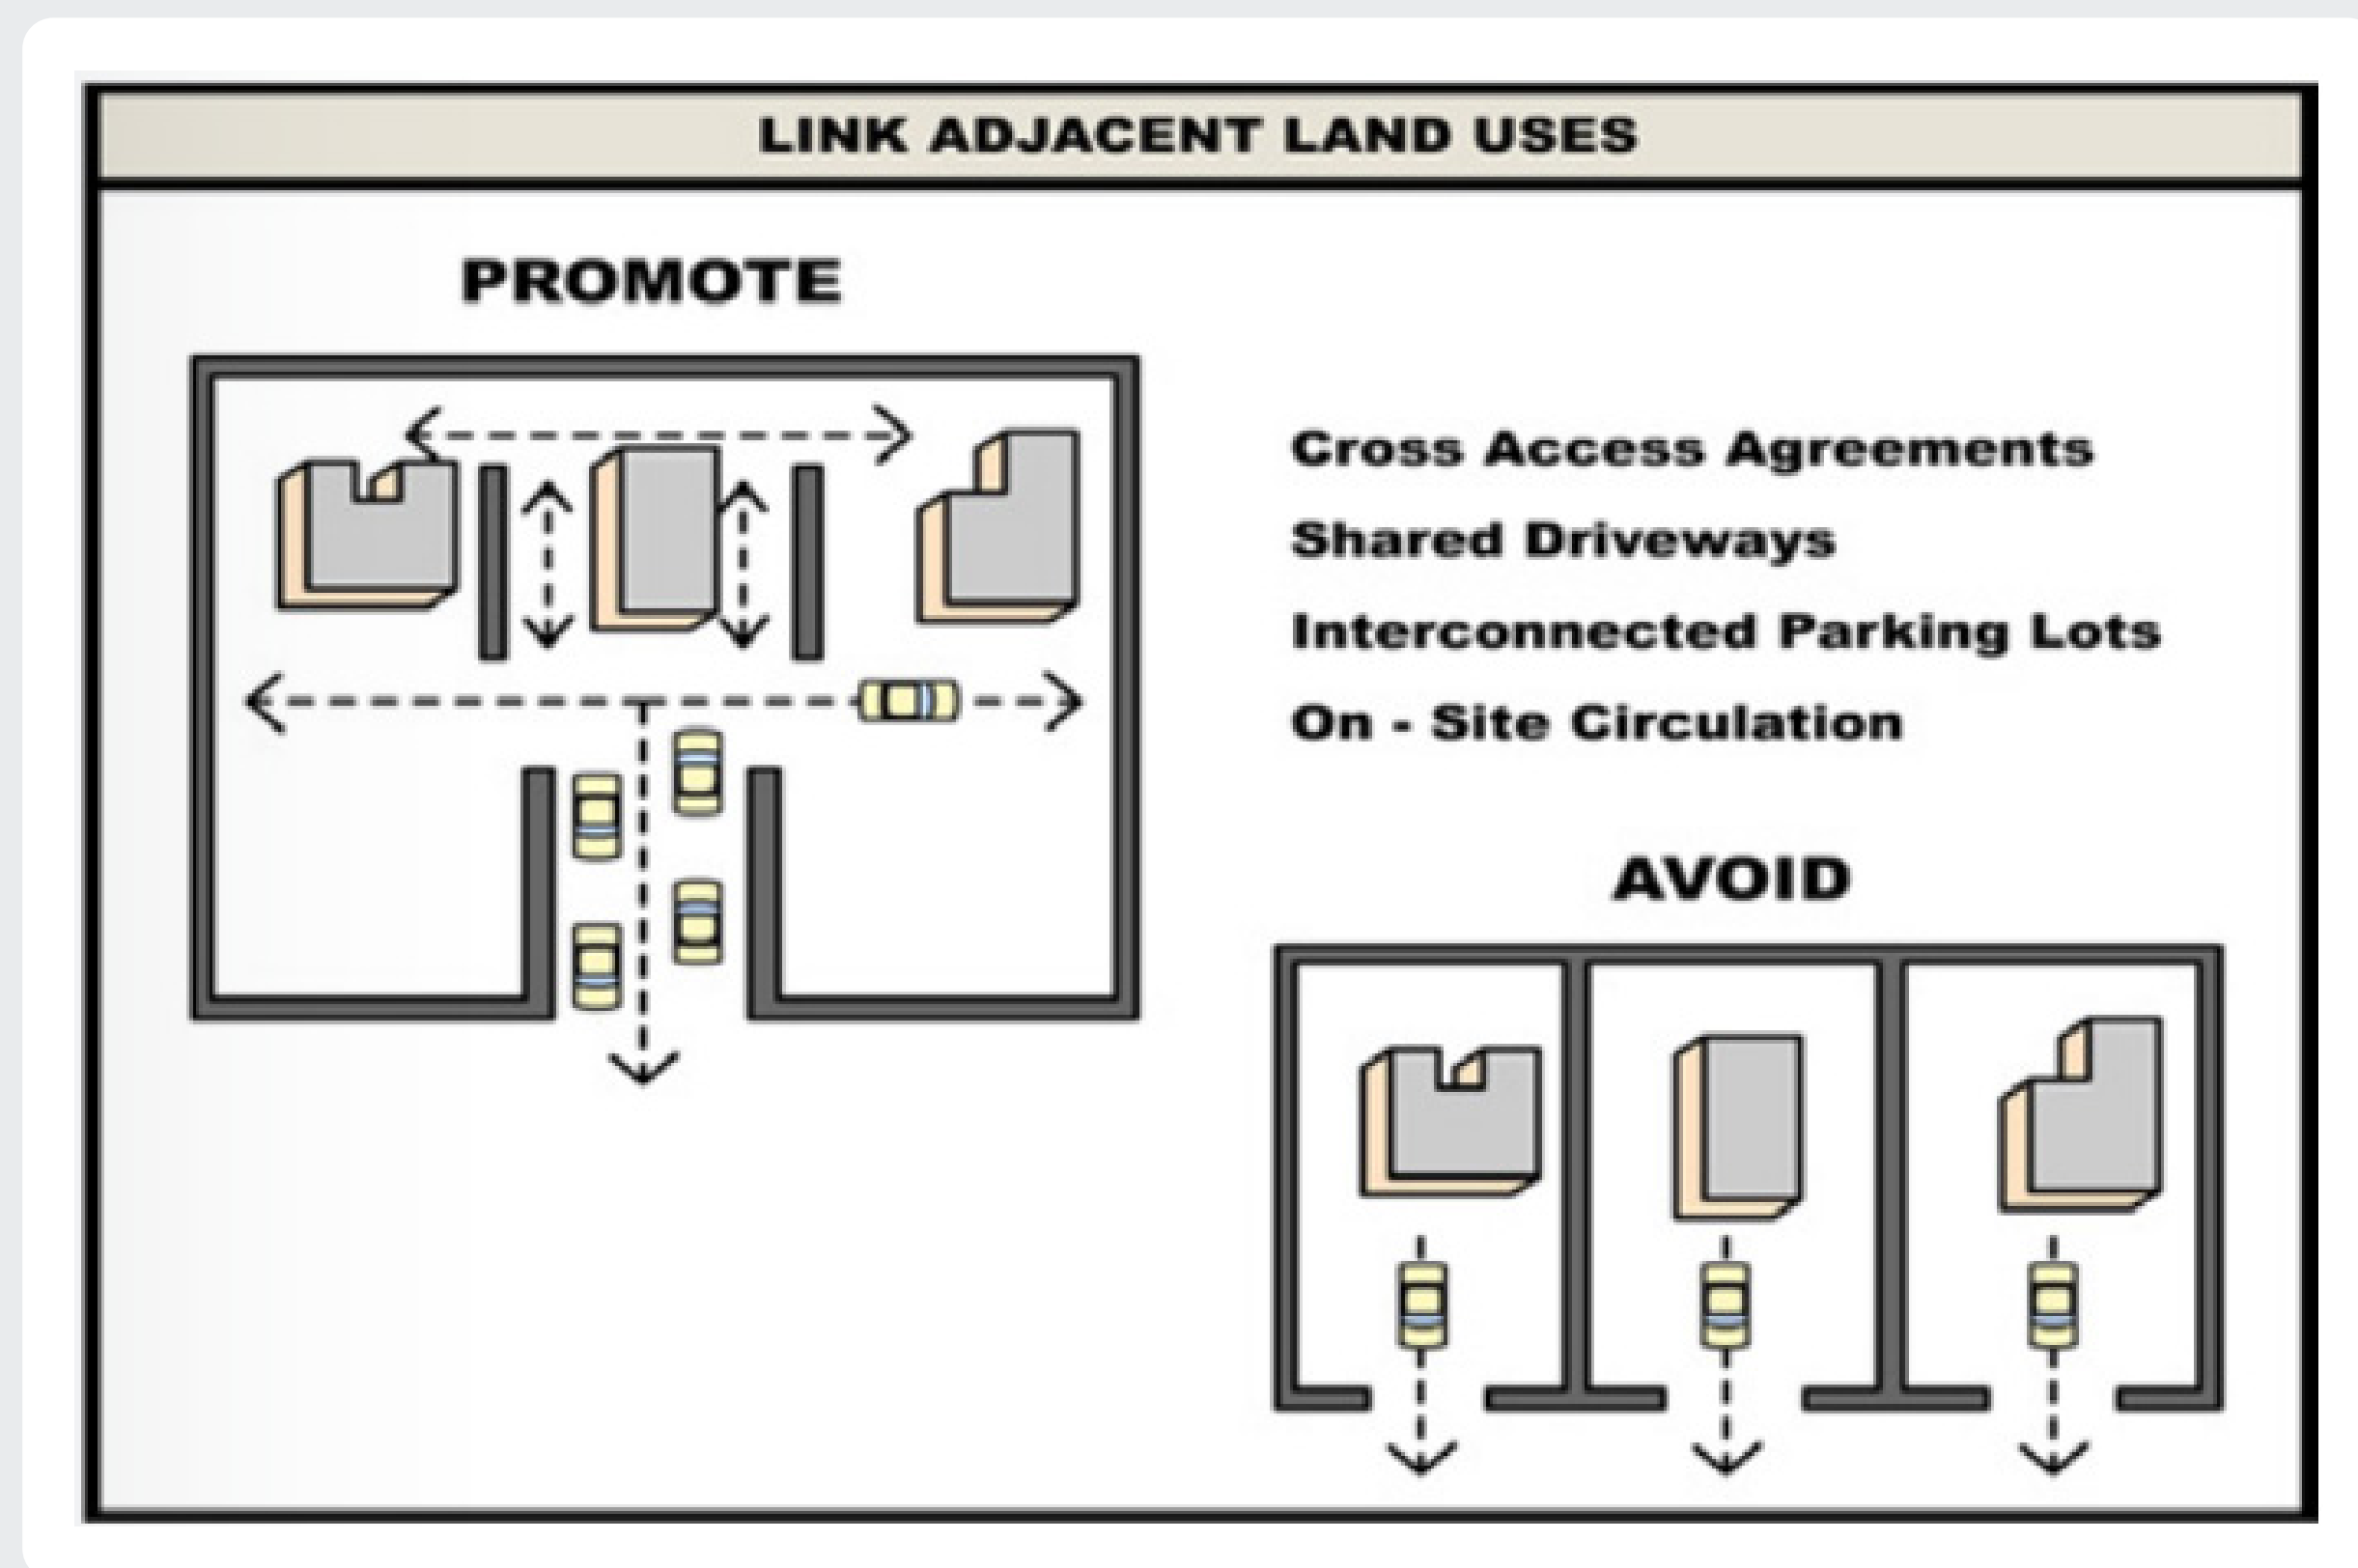 LINK ADJACENT LAND USES
PROMOTE
Cross Access Agreements
Shared Driveways
Interconnected Parking Lots
On - Site Circulation
AVOID